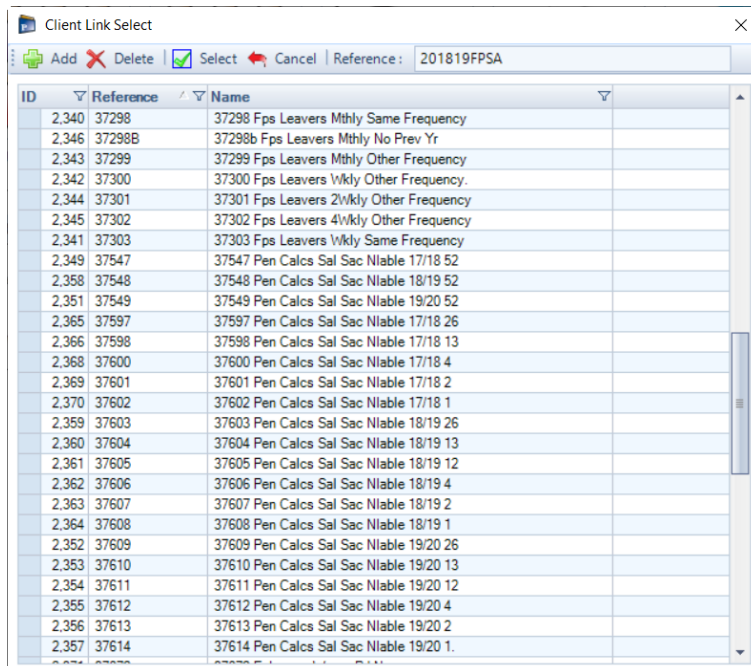 Client Link Select
Add Delete Select Cancel Reference : 201819FPSA
ID Reference Name
2,340 37298 37298 Fps Leavers Mthly Same Frequency
2,346 37298B 37298b Fps Leavers Mthly No Prev Yr
2,343 37299 37299 Fps Leavers Mthly Other Frequency
2,342 37300 37300 Fps Leavers Wkly Other Frequency.
2,344 37301 37301 Fps Leavers 2Wkly Other Frequency
2,345 37302 37302 Fps Leavers 4Wkly Other Frequency
2,341 37303 37303 Fps Leavers Wkly Same Frequency
2,349 37547 37547 Pen Calcs Sal Sac Nlable 17/18 52
2,358 37548 37548 Pen Calcs Sal Sac Nlable 18/19 52
2,351 37549 37549 Pen Calcs Sal Sac Nlable 19/20 52
2,365 37597 37597 Pen Calcs Sal Sac Nlable 17/18 26
2,366 37598 37598 Pen Calcs Sal Sac Nlable 17/18 13
2,368 37600 37600 Pen Calcs Sal Sac Nlable 17/18 4
2,369 37601 37601 Pen Calcs Sal Sac Nlable 17/18 2
2,370 37602 37602 Pen Calcs Sal Sac Nlable 17/18 1
2,359 37603 37603 Pen Calcs Sal Sac Nlable 18/19 26
2,360 37604 37604 Pen Calcs Sal Sac Nlable 18/19 13
2,361 37605 37605 Pen Calcs Sal Sac Nlable 18/19 12
2,362 37606 37606 Pen Calcs Sal Sac Nlable 18/19 4
2,363 37607 37607 Pen Calcs Sal Sac Nlable 18/19 2
2,364 37608 37608 Pen Calcs Sal Sac Nlable 18/19 1
2,352 37609 37609 Pen Calcs Sal Sac Nlable 19/20 26
2,353 37610 37610 Pen Calcs Sal Sac Nlable 19/20 13
2,354 37611 37611 Pen Calcs Sal Sac Nlable 19/20 12
2,355 37612 37612 Pen Calcs Sal Sac Nlable 19/20 4
2,356 37613 37613 Pen Calcs Sal Sac Nlable 19/20 2
2,357 37614 37614 Pen Calcs Sal Sac Nlable 19/20 1.